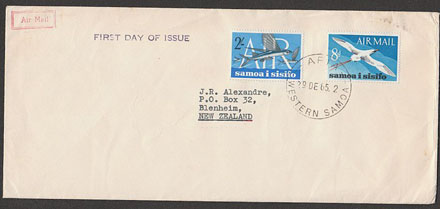 Air Mail
FIRST DAY OF ISSUE
2/-
AIR
samoa i sisifo
8d
AIR MAIL
samoa i sisifo
29 DE 65. 2
WESTERN SAMOA
J.R. Alexandre,
P.O. Box 32,
Blenheim,
NEW ZEALAND